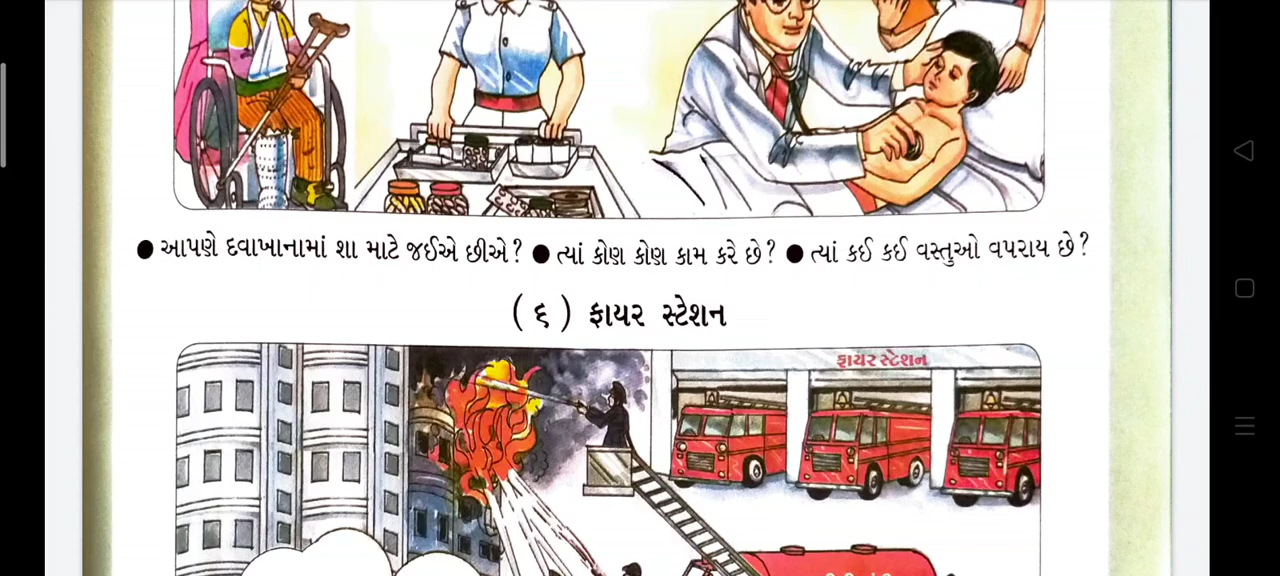 ● આપણે દવાખાનામાં શા માટે જઈએ છીએ? ● ત્યાં કોણ કોણ કામ કરે છે? ● ત્યાં કઈ કઈ વસ્તુઓ વપરાય છે?
(૬) ફાયર સ્ટેશન
ફાયર સ્ટેશન